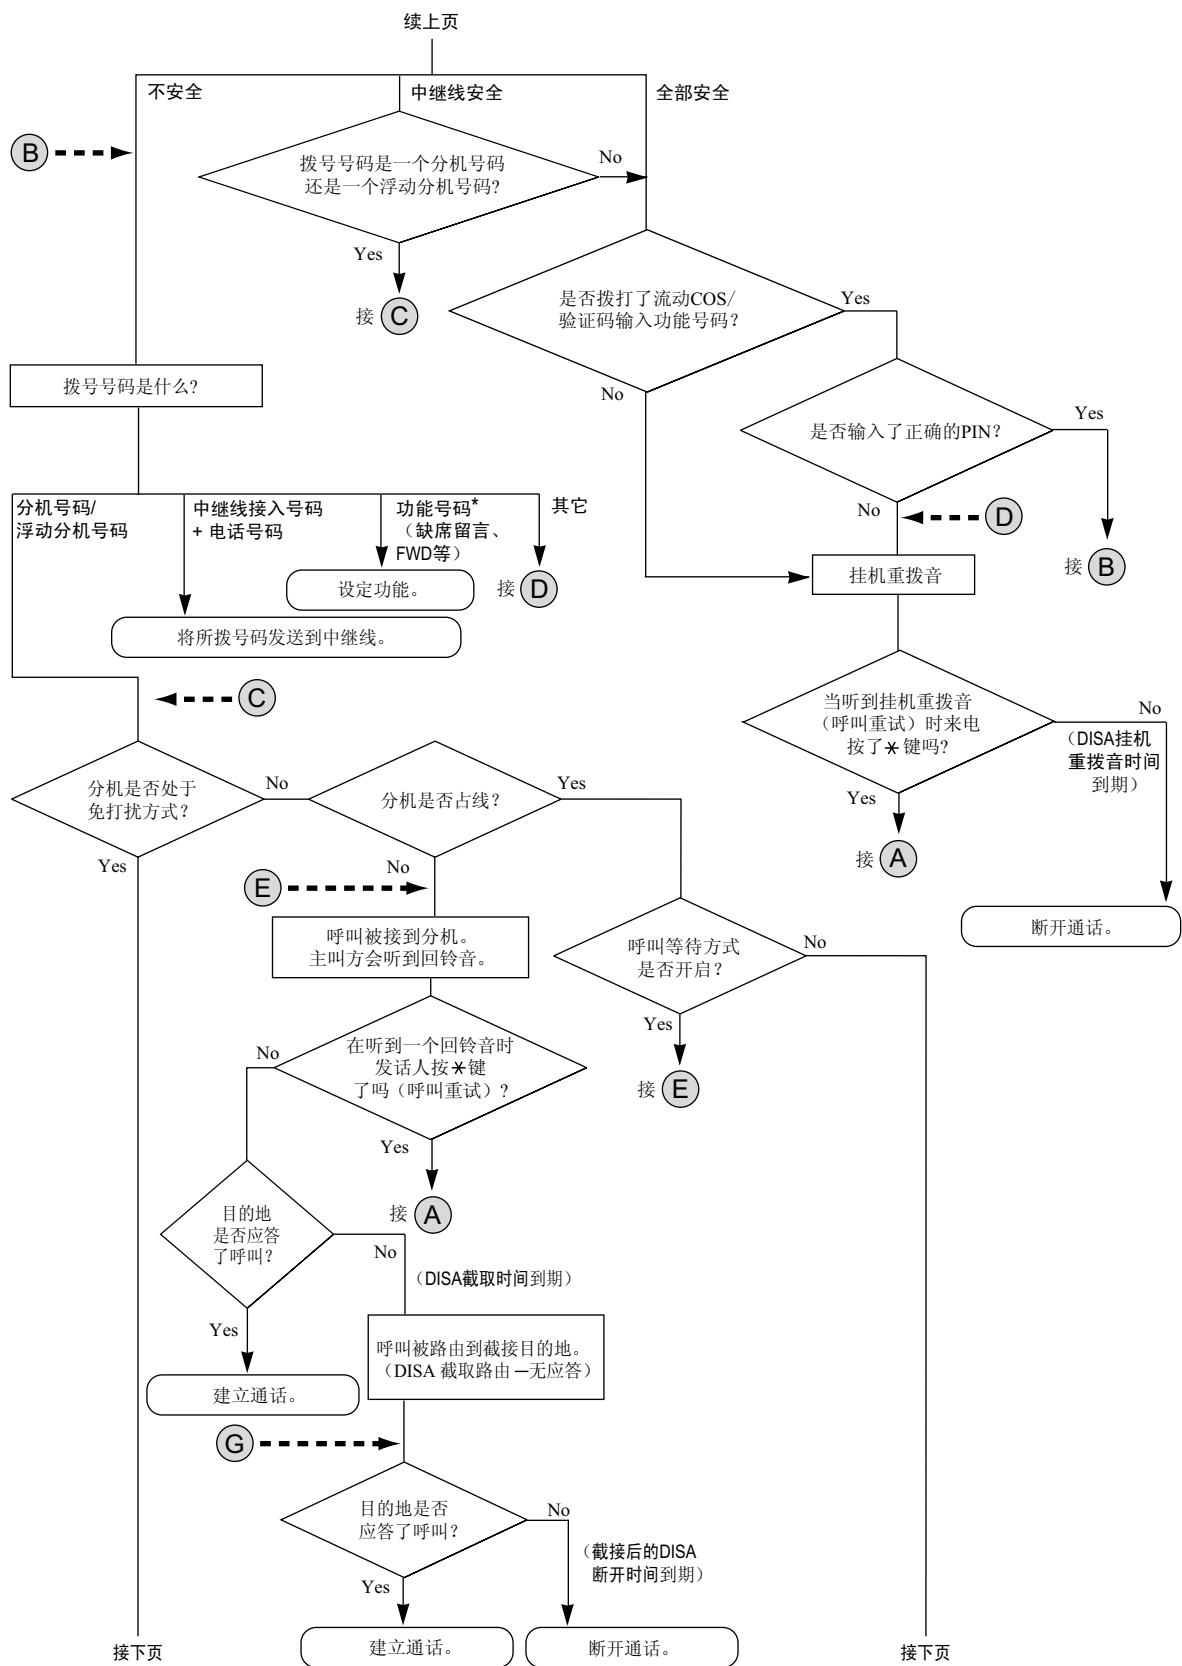 续上页
不安全
中继线安全
全部安全
B
拨号号码是一个分机号码
还是一个浮动分机号码?
No
Yes
接 C
是否拨打了流动COS/
验证码输入功能号码?
Yes
No
拨号号码是什么?
是否输入了正确的PIN?
Yes
No
D
接 B
分机号码/
浮动分机号码
中继线接入号码
+ 电话号码
功能号码*
（缺席留言、
FWD等）
其它
接 D
设定功能。
将所拨号码发送到中继线。
挂机重拨音
C
当听到挂机重拨音
（呼叫重试）时来电
按了*键吗?
No
（DISA挂机
重拨音时间
到期）
Yes
接 A
断开通话。
分机是否处于
免打扰方式?
No
Yes
分机是否占线?
Yes
No
E
呼叫被接到分机。
主叫方会听到回铃音。
呼叫等待方式
是否开启?
No
Yes
接 E
在听到一个回铃音时
发话人按*键
了吗（呼叫重试）?
No
Yes
接 A
目的地
是否应答
了呼叫?
No
（DISA截取时间到期）
Yes
建立通话。
呼叫被路由到截接目的地。
（DISA 截取路由 —无应答）
G
目的地是否
应答了呼叫?
No
（截接后的DISA
断开时间到期）
Yes
建立通话。
断开通话。
接下页
接下页